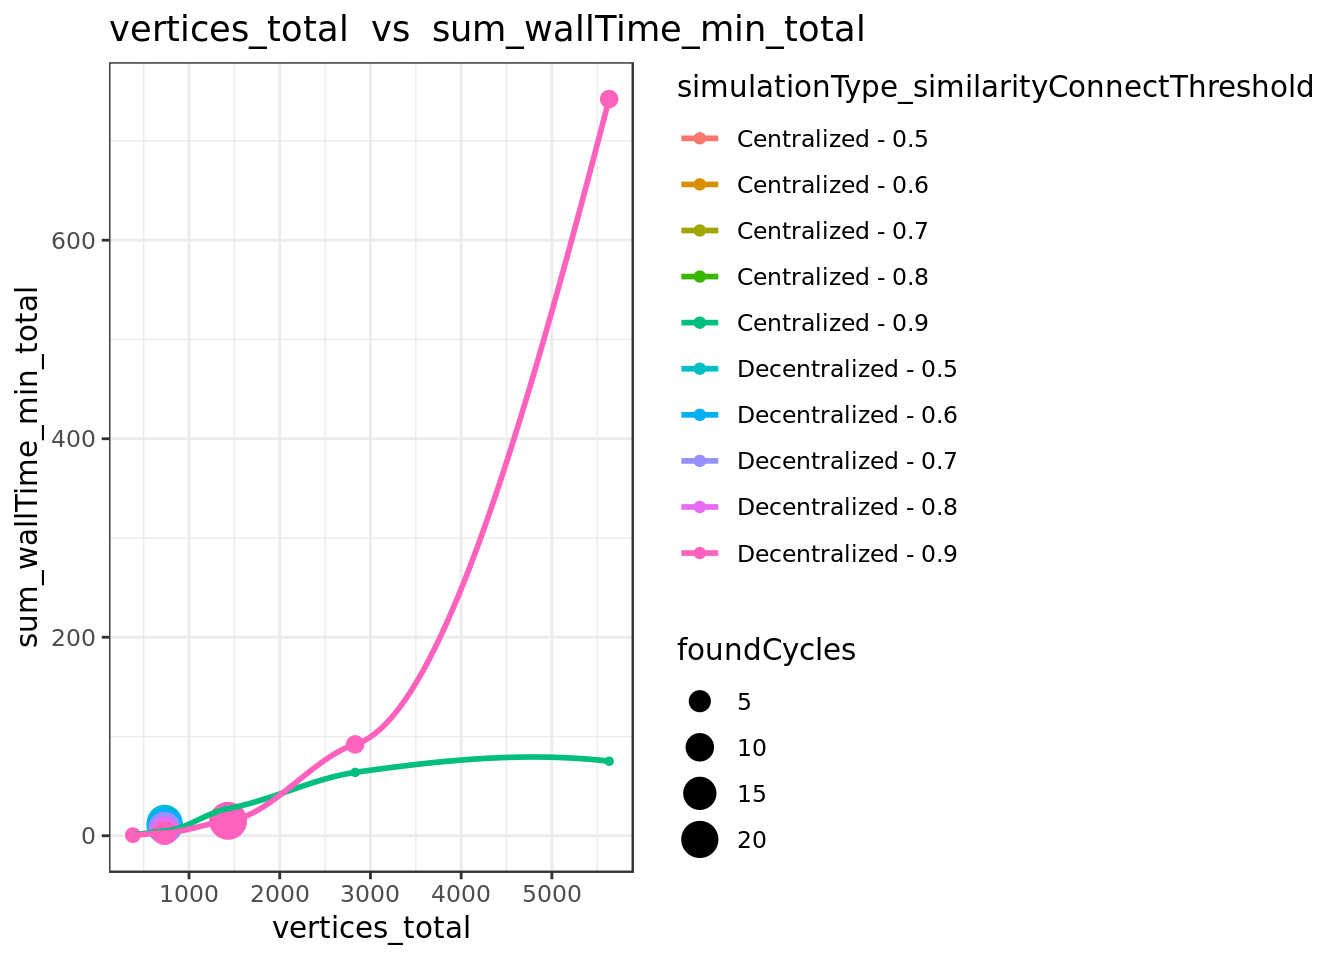 vertices_total vs sum_wallTime_min_total
sum_wallTime_min_total
600
400
200
0
1000 2000 3000 4000 5000
vertices_total
simulationType_similarityConnectThreshold
Centralized - 0.5
Centralized - 0.6
Centralized - 0.7
Centralized - 0.8
Centralized - 0.9
Decentralized - 0.5
Decentralized - 0.6
Decentralized - 0.7
Decentralized - 0.8
Decentralized - 0.9
foundCycles
5
10
15
20